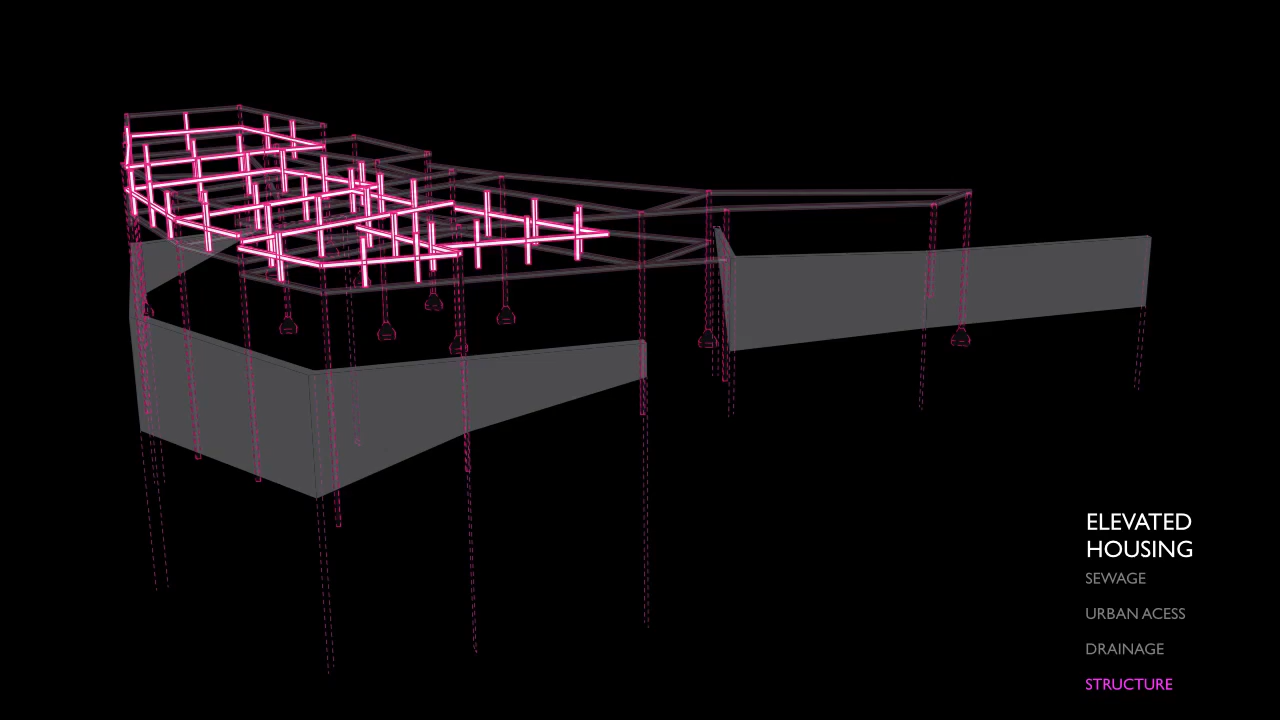 ELEVATED
HOUSING
SEWAGE
URBAN ACESS
DRAINAGE
STRUCTURE